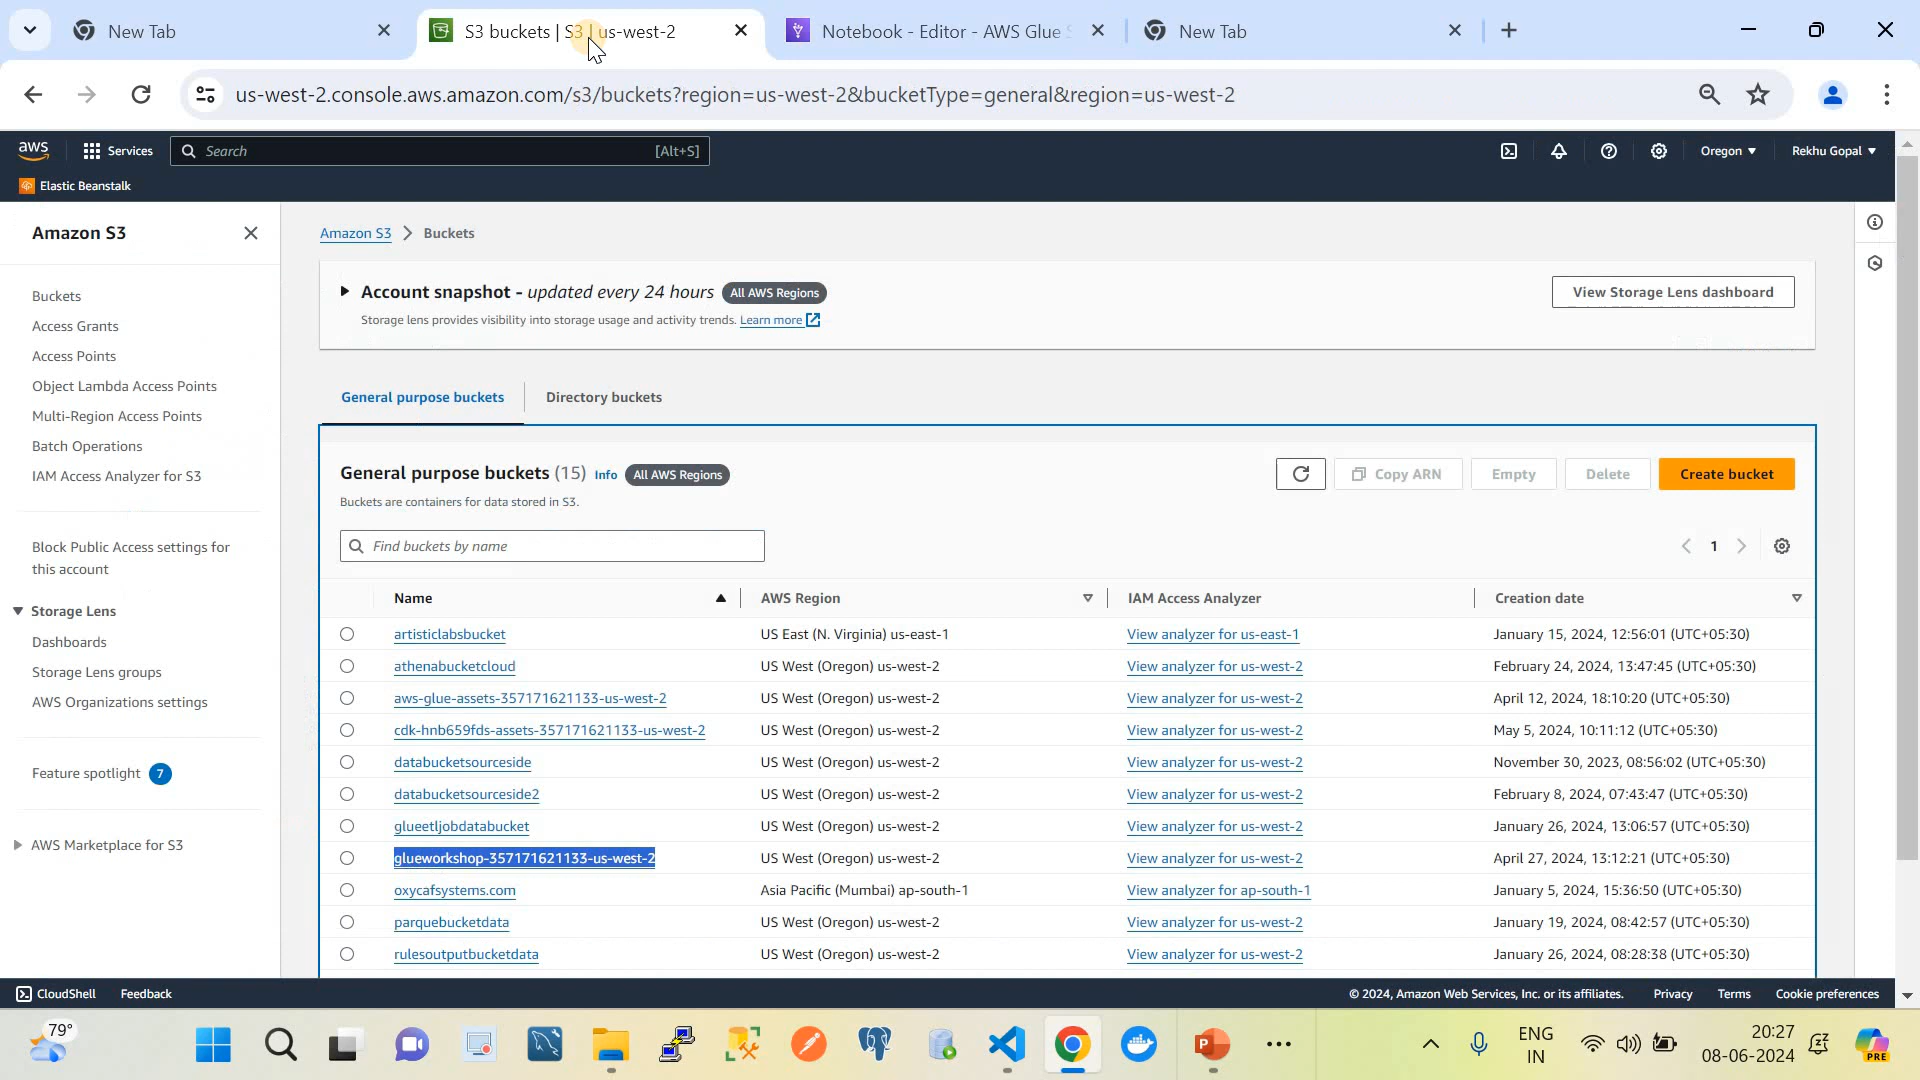 New Tab
S3 buckets | S3 | us-west-2
Notebook - Editor - AWS Glue
New Tab
us-west-2.console.aws.amazon.com/s3/buckets?region=us-west-2&bucketType=general&region=us-west-2
aws
Services
Search
[Alt+S]
Oregon
Rekhu Gopal
Elastic Beanstalk
Amazon S3
Buckets
Access Grants
Access Points
Object Lambda Access Points
Multi-Region Access Points
Batch Operations
IAM Access Analyzer for S3
Block Public Access settings for
this account
Storage Lens
Dashboards
Storage Lens groups
AWS Organizations settings
Feature spotlight 7
AWS Marketplace for S3
Amazon S3 > Buckets
Account snapshot - updated every 24 hours All AWS Regions
Storage lens provides visibility into storage usage and activity trends. Learn more
View Storage Lens dashboard
General purpose buckets
Directory buckets
General purpose buckets (15) Info All AWS Regions
Buckets are containers for data stored in S3.
Copy ARN
Empty
Delete
Create bucket
Find buckets by name
1
Name AWS Region IAM Access Analyzer Creation date
artisticlabsbucket US East (N. Virginia) us-east-1 View analyzer for us-east-1 January 15, 2024, 12:56:01 (UTC+05:30)
athenabucketcloud US West (Oregon) us-west-2 View analyzer for us-west-2 February 24, 2024, 13:47:45 (UTC+05:30)
aws-glue-assets-357171621133-us-west-2 US West (Oregon) us-west-2 View analyzer for us-west-2 April 12, 2024, 18:10:20 (UTC+05:30)
cdk-hnb659fds-assets-357171621133-us-west-2 US West (Oregon) us-west-2 View analyzer for us-west-2 May 5, 2024, 10:11:12 (UTC+05:30)
databucketsourceside US West (Oregon) us-west-2 View analyzer for us-west-2 November 30, 2023, 08:56:02 (UTC+05:30)
databucketsourceside2 US West (Oregon) us-west-2 View analyzer for us-west-2 February 8, 2024, 07:43:47 (UTC+05:30)
glueetljobdatabucket US West (Oregon) us-west-2 View analyzer for us-west-2 January 26, 2024, 13:06:57 (UTC+05:30)
glueworkshop-357171621133-us-west-2 US West (Oregon) us-west-2 View analyzer for us-west-2 April 27, 2024, 13:12:21 (UTC+05:30)
oxycafsystems.com Asia Pacific (Mumbai) ap-south-1 View analyzer for ap-south-1 January 5, 2024, 15:36:50 (UTC+05:30)
parquebucketdata US West (Oregon) us-west-2 View analyzer for us-west-2 January 19, 2024, 08:42:57 (UTC+05:30)
rulesoutputbucketdata US West (Oregon) us-west-2 View analyzer for us-west-2 January 26, 2024, 08:28:38 (UTC+05:30)
CloudShell Feedback
© 2024, Amazon Web Services, Inc. or its affiliates. Privacy Terms Cookie preferences
79°
ENG
IN
20:27
08-06-2024
PRE